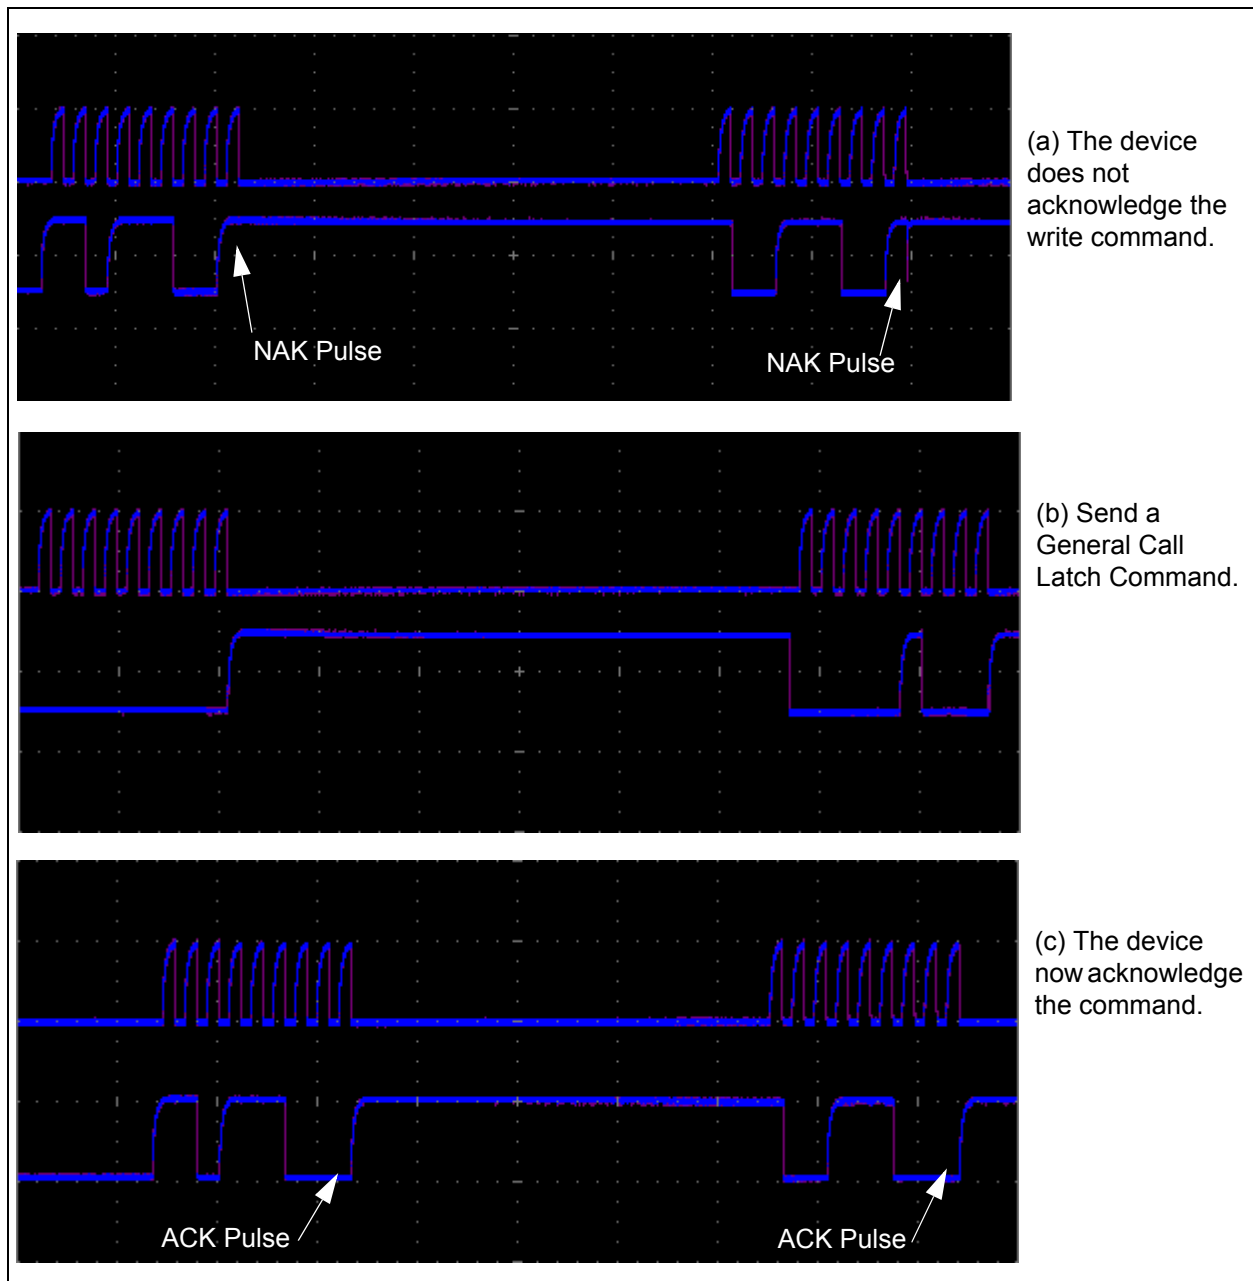 (a) The device
does not
acknowledge the
write command.
NAK Pulse
NAK Pulse
(b) Send a
General Call
Latch Command.
(c) The device
now acknowledge
the command.
ACK Pulse
ACK Pulse